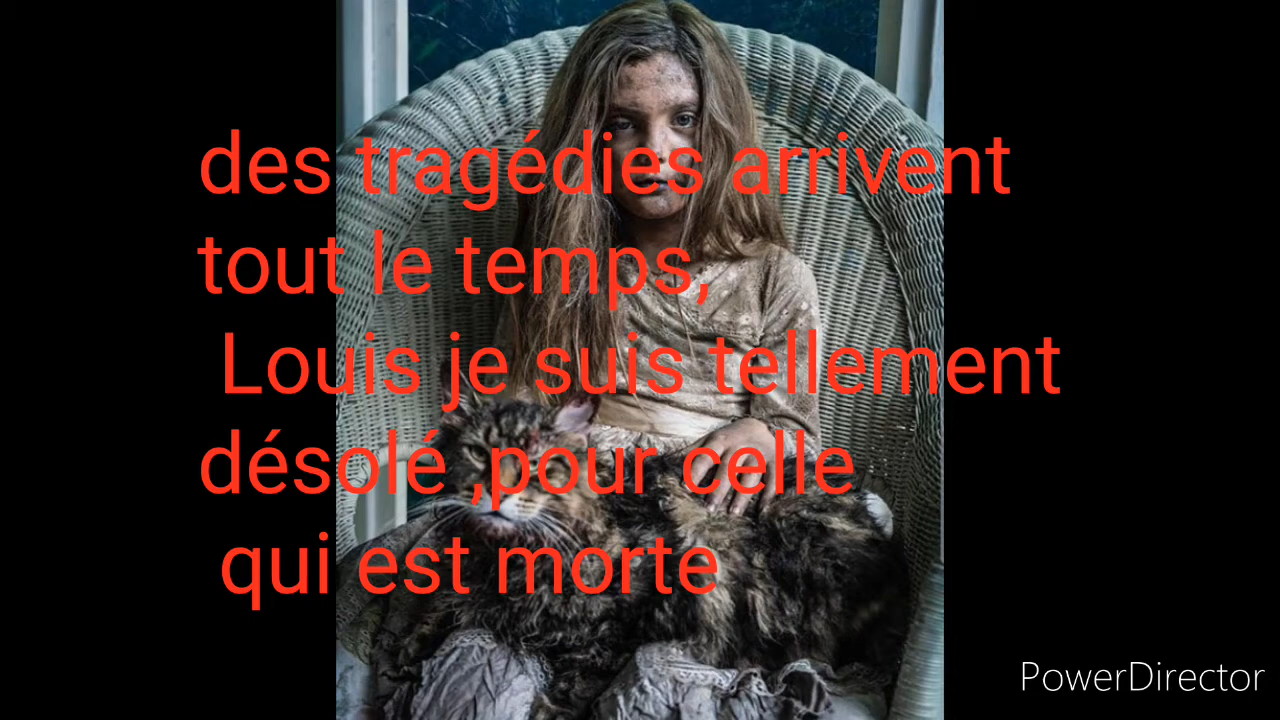 des tragédies arrivent
tout le temps,
Louis je suis tellement
désolé ,pour celle
qui est morte
PowerDirector